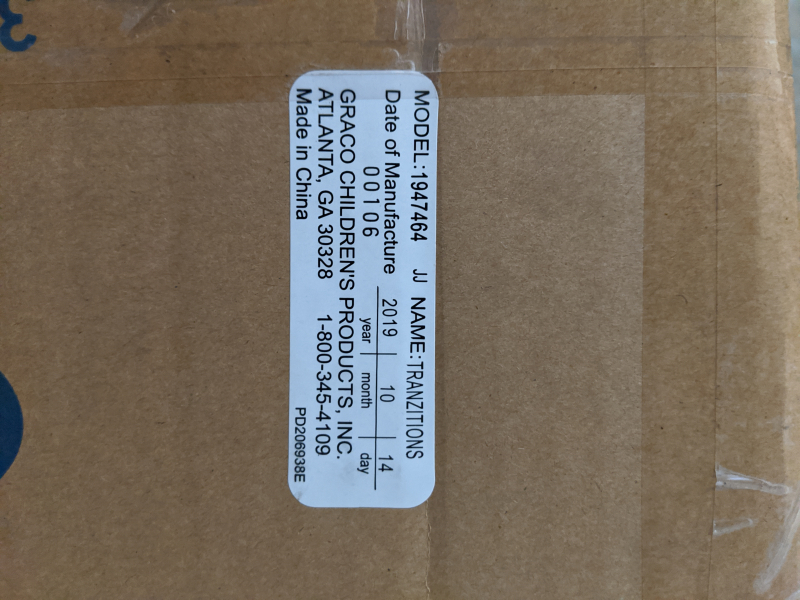 MODEL:1947464 JJ NAME:TRANZITIONS
Date of Manufacture 2019 | 10 | 14
00106 year | month | day
GRACO CHILDREN'S PRODUCTS, INC.
ATLANTA, GA 30328 1-800-345-4109
Made in China PD206938E